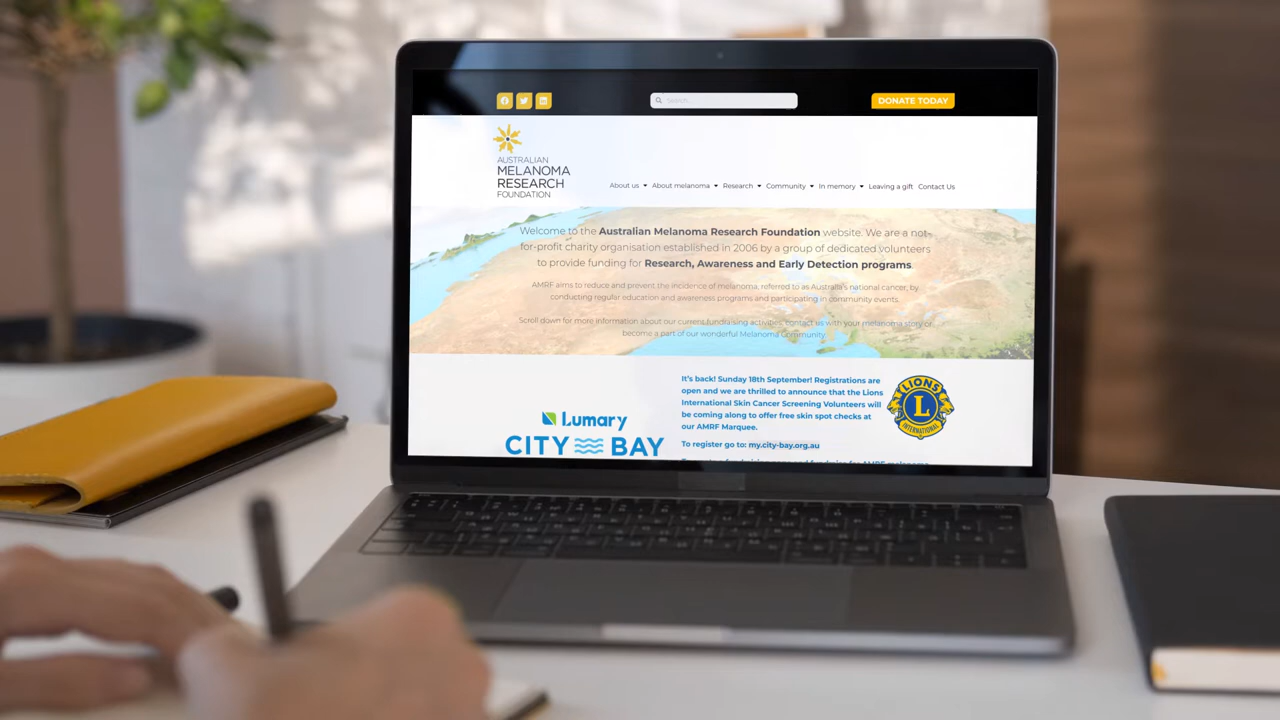 Search...
DONATE TODAY
AUSTRALIAN
MELANOMA
RESEARCH
FOUNDATION
About us About melanoma Research Community In memory Leaving a gift Contact Us
Welcome to the Australian Melanoma Research Foundation website. We are a not-
for-profit charity organisation established in 2006 by a group of dedicated volunteers
to provide funding for Research, Awareness and Early Detection programs.
AMRF aims to reduce and prevent the incidence of melanoma, referred to as Australia's national cancer, by
conducting regular education and awareness programs and participating in community events.
Scroll down for more information about our current fundraising activities, contact us with your melanoma story or
become a part of our wonderful Melanoma Community.
It's back! Sunday 18th September! Registrations are
open and we are thrilled to announce that the Lions
International Skin Cancer Screening Volunteers will
be coming along to offer free skin spot checks at
our AMRF Marquee.
To register go to: my.city-bay.org.au
Lumary
CITY BAY
LIONS
L
INTERNATIONAL